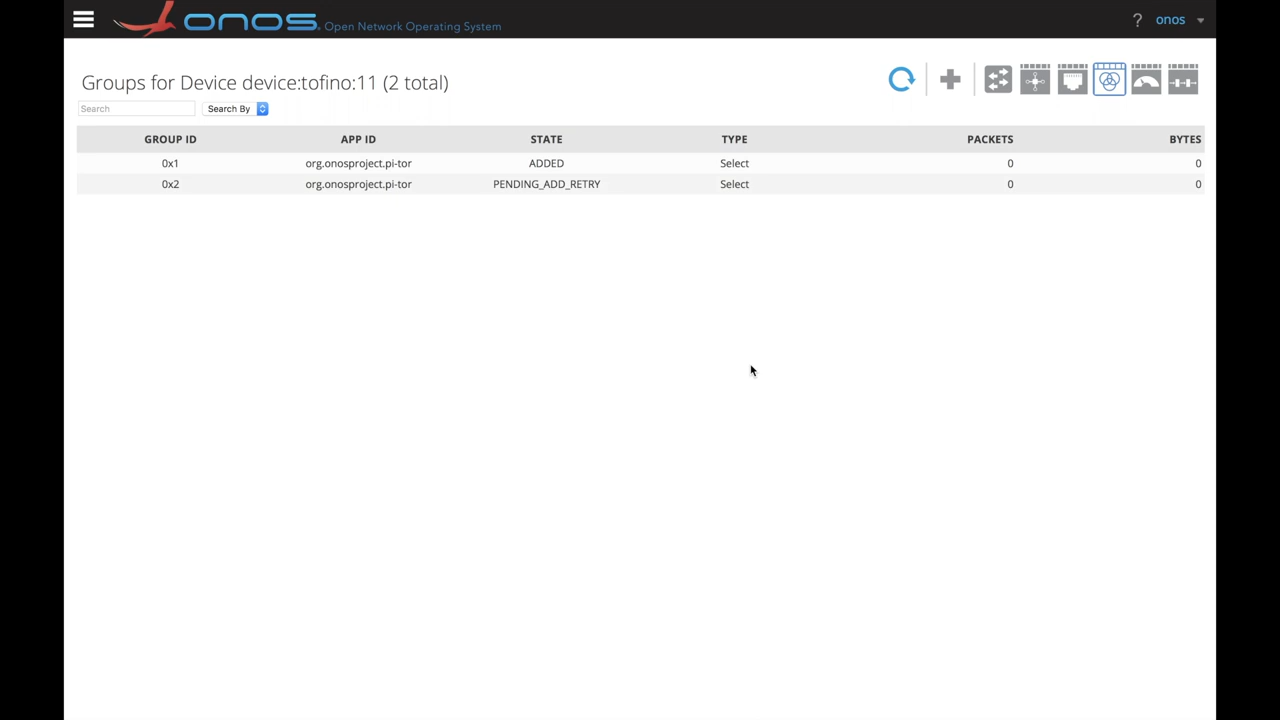 onos Open Network Operating System ? onos
Groups for Device device:tofino:11 (2 total)
Search Search By
GROUP ID APP ID STATE TYPE PACKETS BYTES
0x1 org.onosproject.pi-tor ADDED Select 0 0
0x2 org.onosproject.pi-tor PENDING_ADD_RETRY Select 0 0